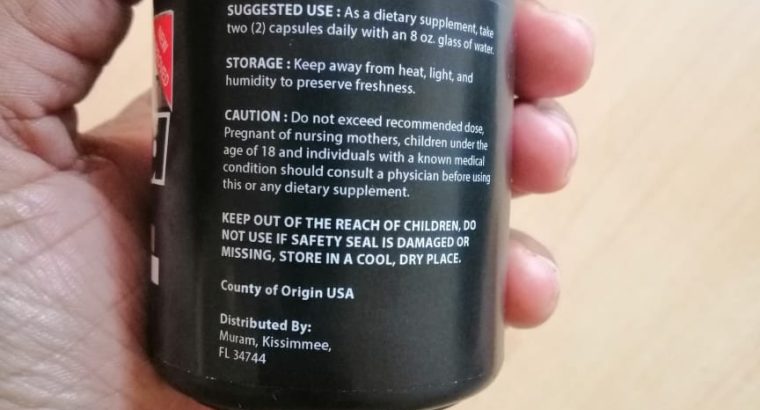 SUGGESTED USE : As a dietary supplement, take
two (2) capsules daily with an 8 oz. glass of water.
STORAGE : Keep away from heat, light, and
humidity to preserve freshness.
CAUTION : Do not exceed recommended dose,
Pregnant of nursing mothers, children under the
age of 18 and individuals with a known medical
condition should consult a physician before using
this or any dietary supplement.
KEEP OUT OF THE REACH OF CHILDREN, DO
NOT USE IF SAFETY SEAL IS DAMAGED OR
MISSING, STORE IN A COOL, DRY PLACE.
County of Origin USA
Distributed By:
Muram, Kissimmee,
FL 34744